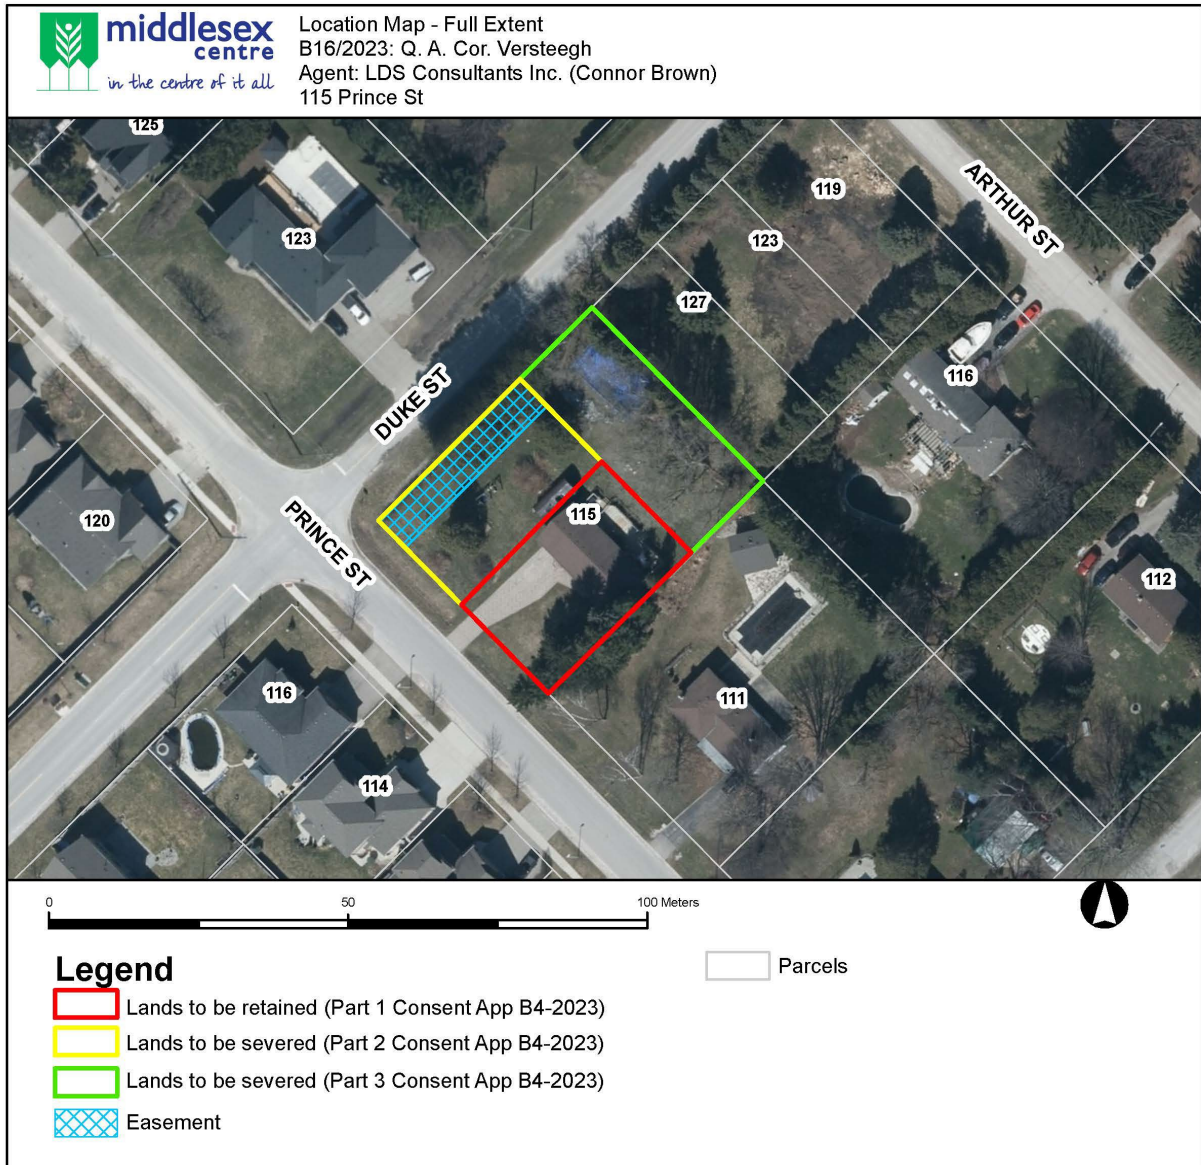 middlesex
centre
in the centre of it all
Location Map - Full Extent
B16/2023: Q. A. Cor. Versteegh
Agent: LDS Consultants Inc. (Connor Brown)
115 Prince St
125
123
119
123
127
ARTHUR ST
116
DUKE ST
PRINCE ST
120
115
112
111
116
114
0 50 100 Meters
Legend
Parcels
Lands to be retained (Part 1 Consent App B4-2023)
Lands to be severed (Part 2 Consent App B4-2023)
Lands to be severed (Part 3 Consent App B4-2023)
Easement